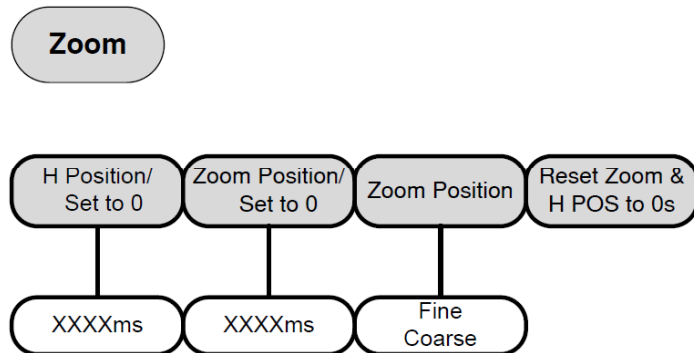 Zoom
H Position/
Set to 0
Zoom Position/
Set to 0
Zoom Position
Reset Zoom &
H POS to 0s
XXXXms
XXXXms
Fine
Coarse